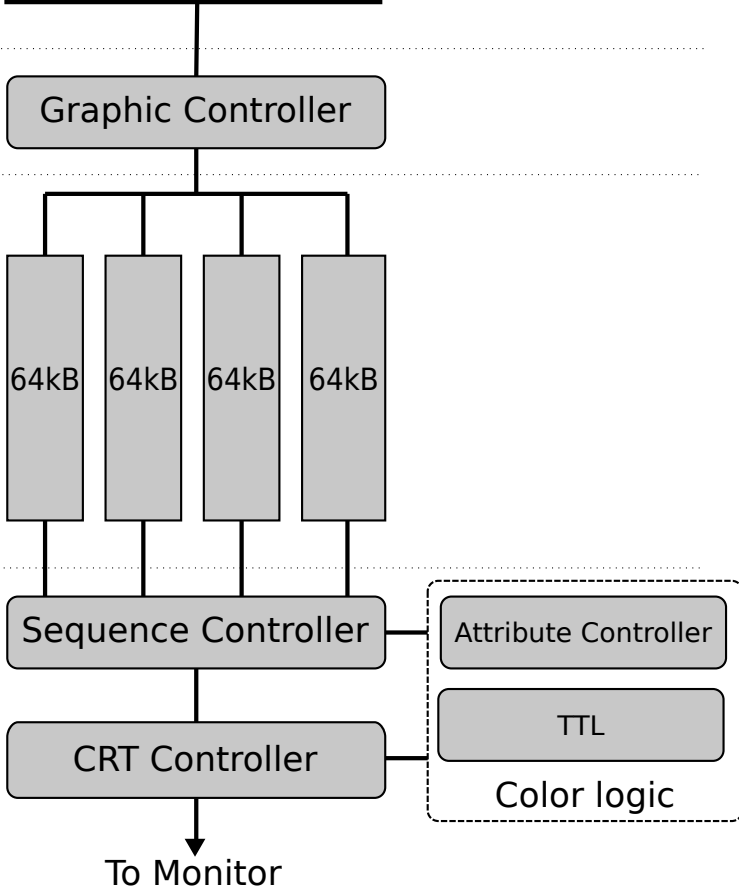 Graphic Controller
64kB 64kB 64kB 64kB
Sequence Controller
Attribute Controller
TTL
CRT Controller
Color logic
To Monitor